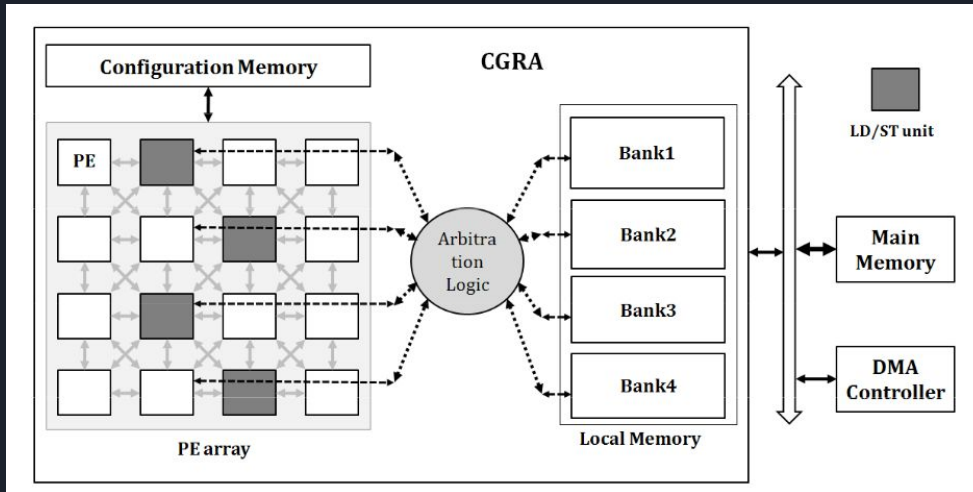 Configuration Memory
CGRA
PE
PE array
Arbitra
tion
Logic
Bank1
Bank2
Bank3
Bank4
Local Memory
LD/ST unit
Main
Memory
DMA
Controller